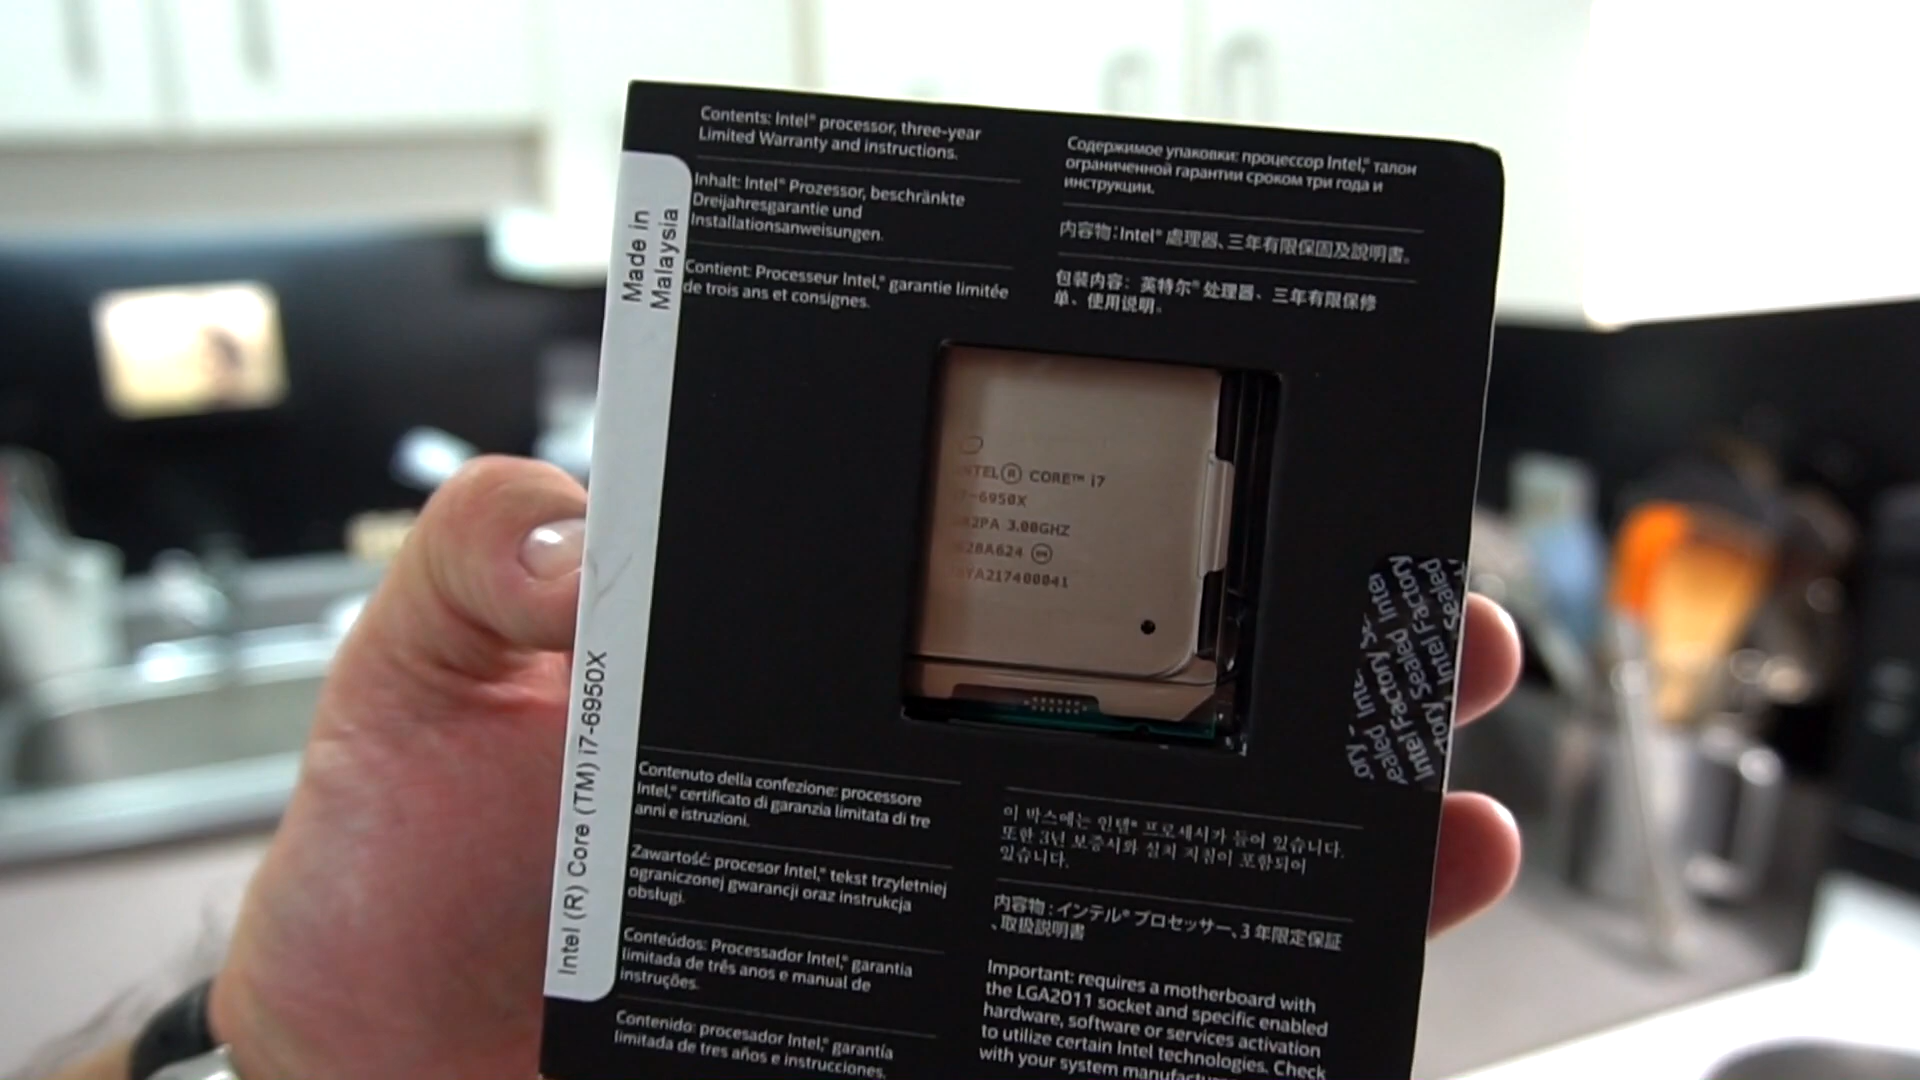 Contents: Intel® processor, three-year
Limited Warranty and instructions.
Inhalt: Intel® Prozessor, beschränkte
Dreijahresgarantie und
Installationsanweisungen.
Contient: Processeur Intel,® garantie limitée
de trois ans et consignes.
Содержимое упаковки: процессор Intel,® талон
ограниченной гарантии сроком три года и
инструкции.
内容物：Intel® 處理器、三年有限保固及說明書。
包装内容：英特尔® 处理器、三年有限保修
单、使用说明。
Made in
Malaysia
Intel (R) Core (TM) i7-6950X
INTEL® CORE™ i7
i7-6950X
3.00GHZ
Contenuto della confezione: processore
Intel,® certificato di garanzia limitata di tre
anni e istruzioni.
Zawartość: procesor Intel,® tekst trzyletniej
ograniczonej gwarancji oraz instrukcja
obsługi.
Conteúdos: Processador Intel,® garantia
limitada de três anos e manual de
instruções.
Contenido: procesador Intel,® garantía
limitada de tres años e instrucciones.
이 박스에는 인텔® 프로세서가 들어 있습니다.
또한 3년 보증서와 설치 지침이 포함되어
있습니다.
内容物：インテル® プロセッサー、3 年限定保証
、取扱説明書
Important: requires a motherboard with
the LGA2011 socket and specific enabled
hardware, software or services activation
to utilize certain Intel technologies. Check
with your system
Sealed
Intel Factory
Sealed Intel Factory
Intel Factory